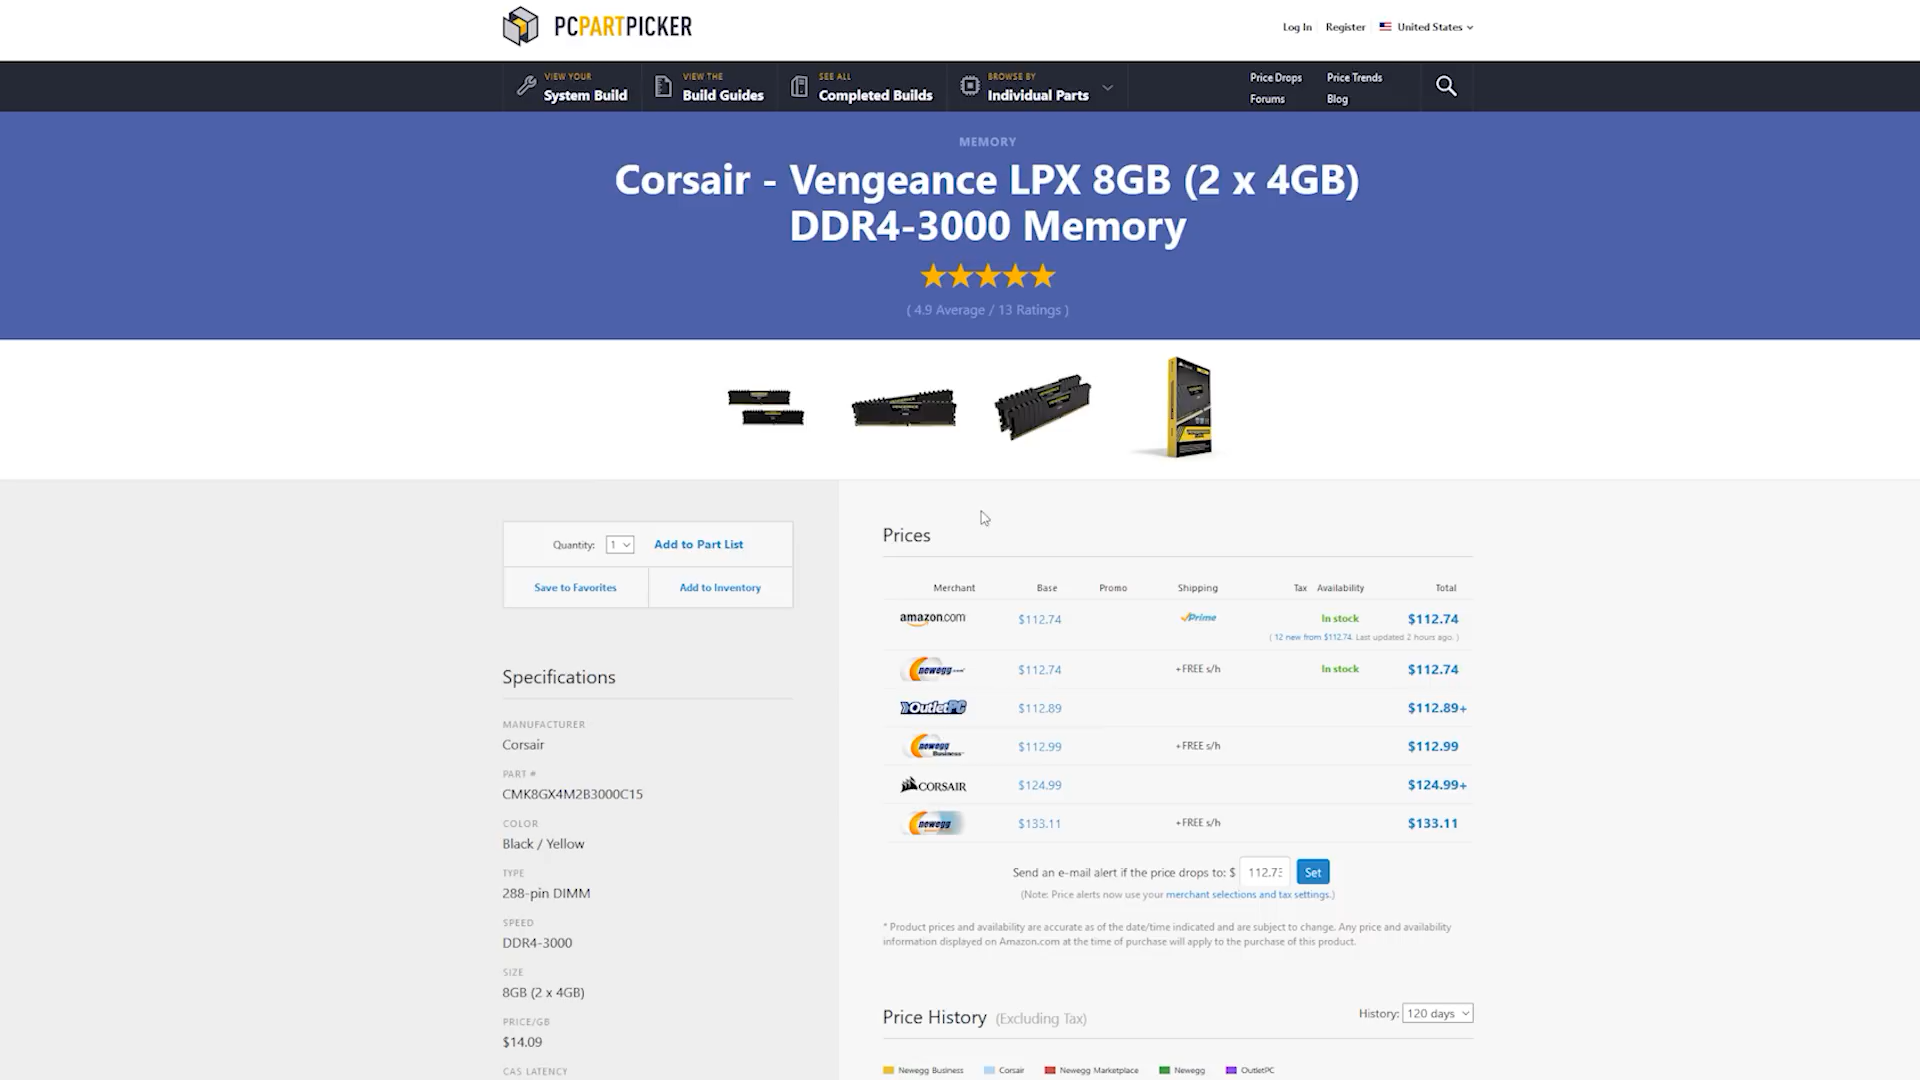 PCPARTPICKER
Log In Register United States
VIEW YOUR
System Build
VIEW THE
Build Guides
SEE ALL
Completed Builds
BROWSE BY
Individual Parts
Price Drops Price Trends
Forums Blog
MEMORY
Corsair - Vengeance LPX 8GB (2 x 4GB)
DDR4-3000 Memory
( 4.9 Average / 13 Ratings )
VENGEANCE
Quantity: 1 Add to Part List
Save to Favorites Add to Inventory
Specifications
MANUFACTURER
Corsair
PART #
CMK8GX4M2B3000C15
COLOR
Black / Yellow
TYPE
288-pin DIMM
SPEED
DDR4-3000
SIZE
8GB (2 x 4GB)
PRICE/GB
$14.09
CAS LATENCY
Prices
Merchant Base Promo Shipping Tax Availability Total
amazon.com $112.74 Prime In stock $112.74
( 12 new from $112.74. Last updated 2 hours ago. )
newegg.com $112.74 +FREE s/h In stock $112.74
OutletPC $112.89 $112.89+
newegg Business $112.99 +FREE s/h $112.99
CORSAIR $124.99 $124.99+
newegg $133.11 +FREE s/h $133.11
Send an e-mail alert if the price drops to: $ 112.73 Set
(Note: Price alerts now use your merchant selections and tax settings.)
* Product prices and availability are accurate as of the date/time indicated and are subject to change. Any price and availability
information displayed on Amazon.com at the time of purchase will apply to the purchase of this product.
Price History (Excluding Tax) History: 120 days
Newegg Business Corsair Newegg Marketplace Newegg OutletPC